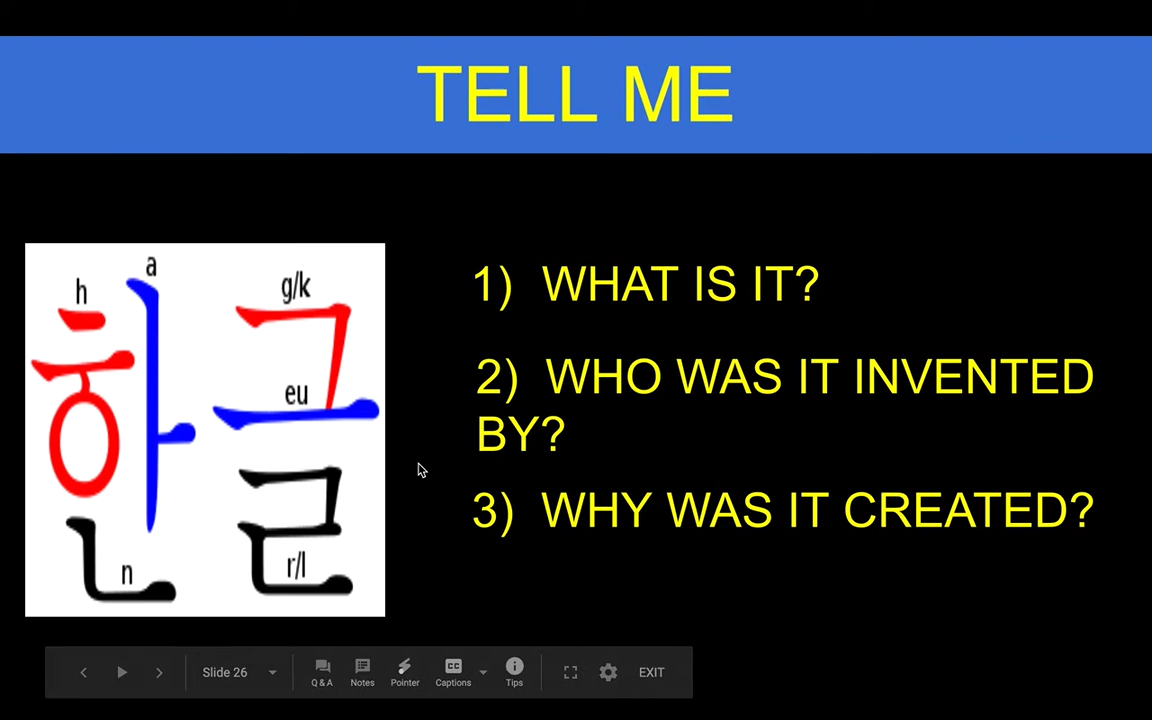 TELL ME
한글
h
a
n
g/k
eu
r/l
1) WHAT IS IT?
2) WHO WAS IT INVENTED
BY?
3) WHY WAS IT CREATED?
Slide 26
Q & A
Notes
Pointer
CC
Captions
Tips
EXIT